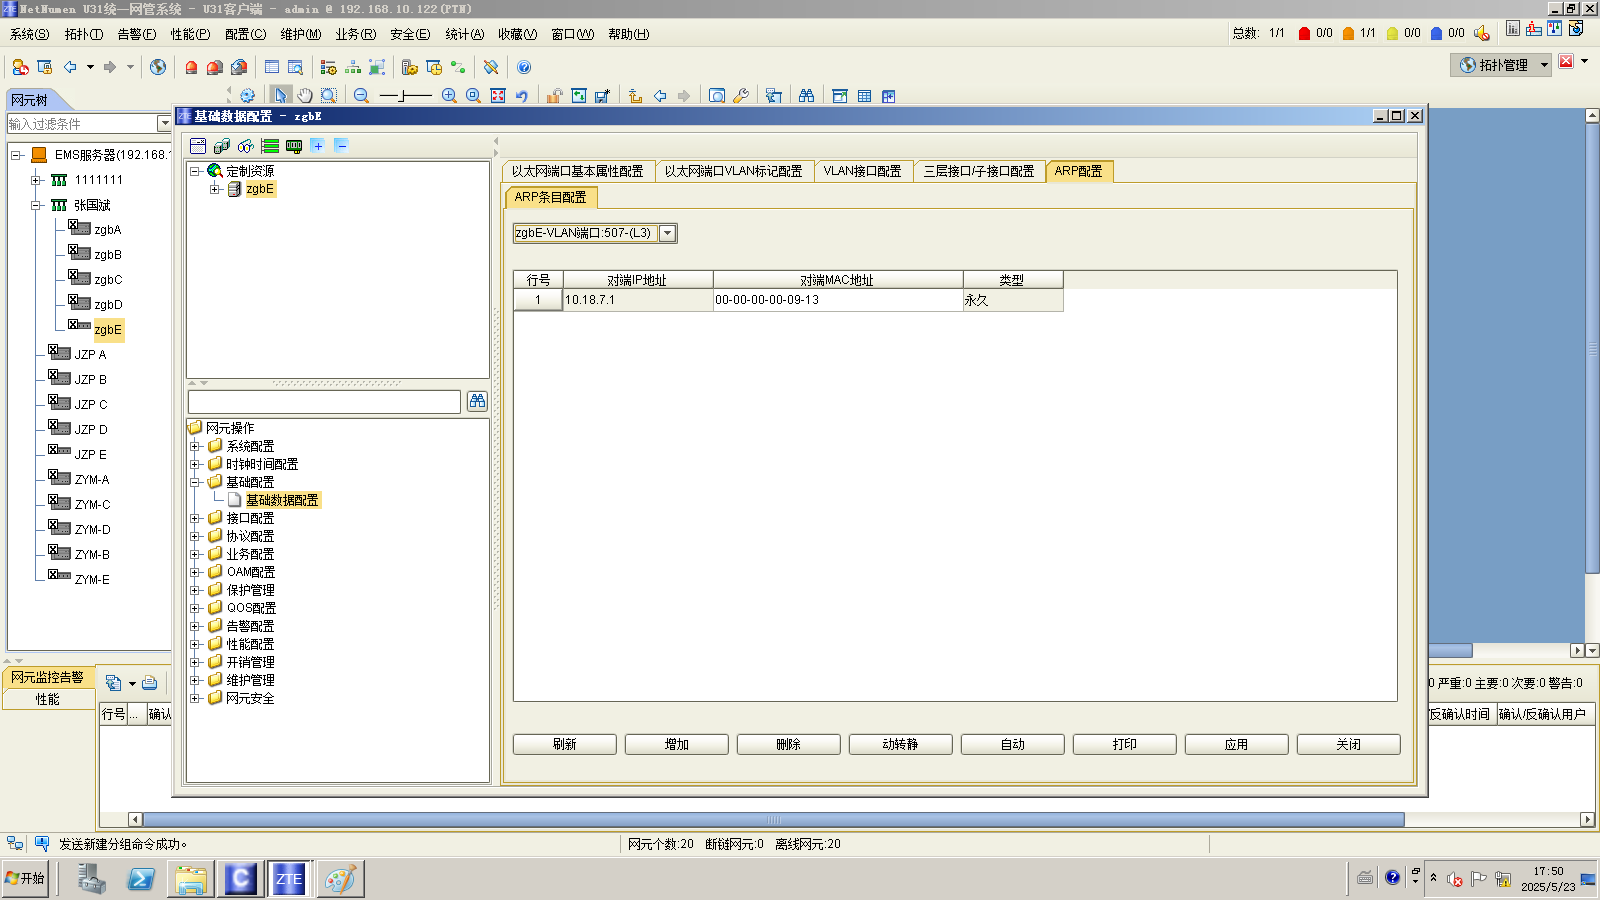 NetNumen U31统一网管系统 - U31客户端 - admin @ 192.168.10.122(PTN)
系统(S) 拓扑(T) 告警(F) 性能(P) 配置(C) 维护(M) 业务(R) 安全(E) 统计(A) 收藏(V) 窗口(W) 帮助(H)
总数: 1/1 0/0 1/1 0/0 0/0
拓扑管理
网元树
输入过滤条件
EMS服务器(192.168.1
1111111
张国斌
zgbA
zgbB
zgbC
zgbD
zgbE
JZP A
JZP B
JZP C
JZP D
JZP E
ZYM-A
ZYM-C
ZYM-D
ZYM-B
ZYM-E
基础数据配置 - zgbE
定制资源
zgbE
网元操作
系统配置
时钟时间配置
基础配置
基础数据配置
接口配置
协议配置
业务配置
OAM配置
保护管理
QOS配置
告警配置
性能配置
开销管理
维护管理
网元安全
以太网端口基本属性配置 以太网端口VLAN标记配置 VLAN接口配置 三层接口/子接口配置 ARP配置
ARP条目配置
zgbE-VLAN端口:507-(L3)
行号 对端IP地址 对端MAC地址 类型
1 10.18.7.1 00-00-00-00-09-13 永久
刷新 增加 删除 动转静 自动 打印 应用 关闭
网元监控告警
性能
0 严重:0 主要:0 次要:0 警告:0
行号 ... 确认
/反确认时间 确认/反确认用户
发送新建分组命令成功。
网元个数:20 断链网元:0 离线网元:20
开始
C
ZTE
17:50
2025/5/23